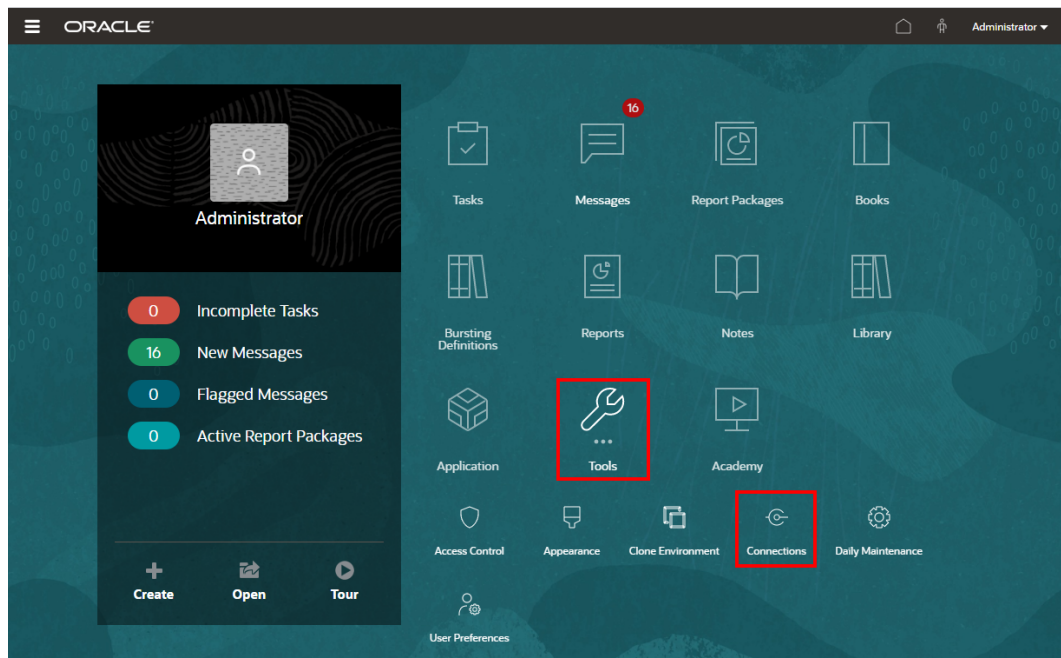 ORACLE
Administrator
16
Administrator
Tasks
Messages
Report Packages
Books
0 Incomplete Tasks
16 New Messages
0 Flagged Messages
0 Active Report Packages
Bursting
Definitions
Reports
Notes
Library
Application
Tools
Academy
Access Control
Appearance
Clone Environment
Connections
Daily Maintenance
Create
Open
Tour
User Preferences